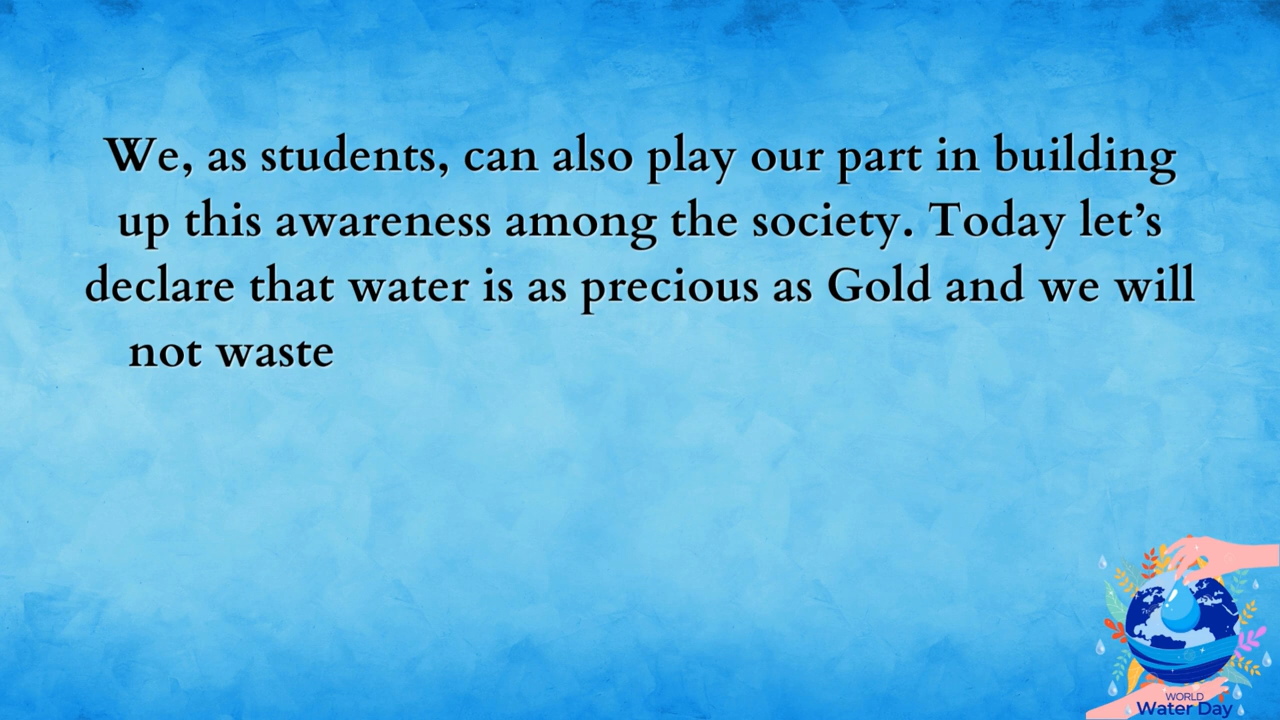 We, as students, can also play our part in building
up this awareness among the society. Today let’s
declare that water is as precious as Gold and we will
not waste
WORLD
Water Day